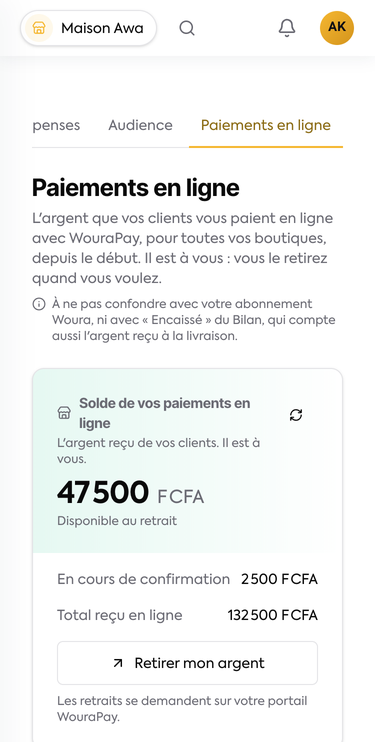 Maison Awa
AK
penses
Audience
Paiements en ligne
Paiements en ligne
L'argent que vos clients vous paient en ligne
avec WouraPay, pour toutes vos boutiques,
depuis le début. Il est à vous : vous le retirez
quand vous voulez.
À ne pas confondre avec votre abonnement
Woura, ni avec « Encaissé » du Bilan, qui compte
aussi l'argent reçu à la livraison.
Solde de vos paiements en
ligne
L'argent reçu de vos clients. Il est à
vous.
47 500 FCFA
Disponible au retrait
En cours de confirmation 2 500 FCFA
Total reçu en ligne 132 500 FCFA
Retirer mon argent
Les retraits se demandent sur votre portail
WouraPay.